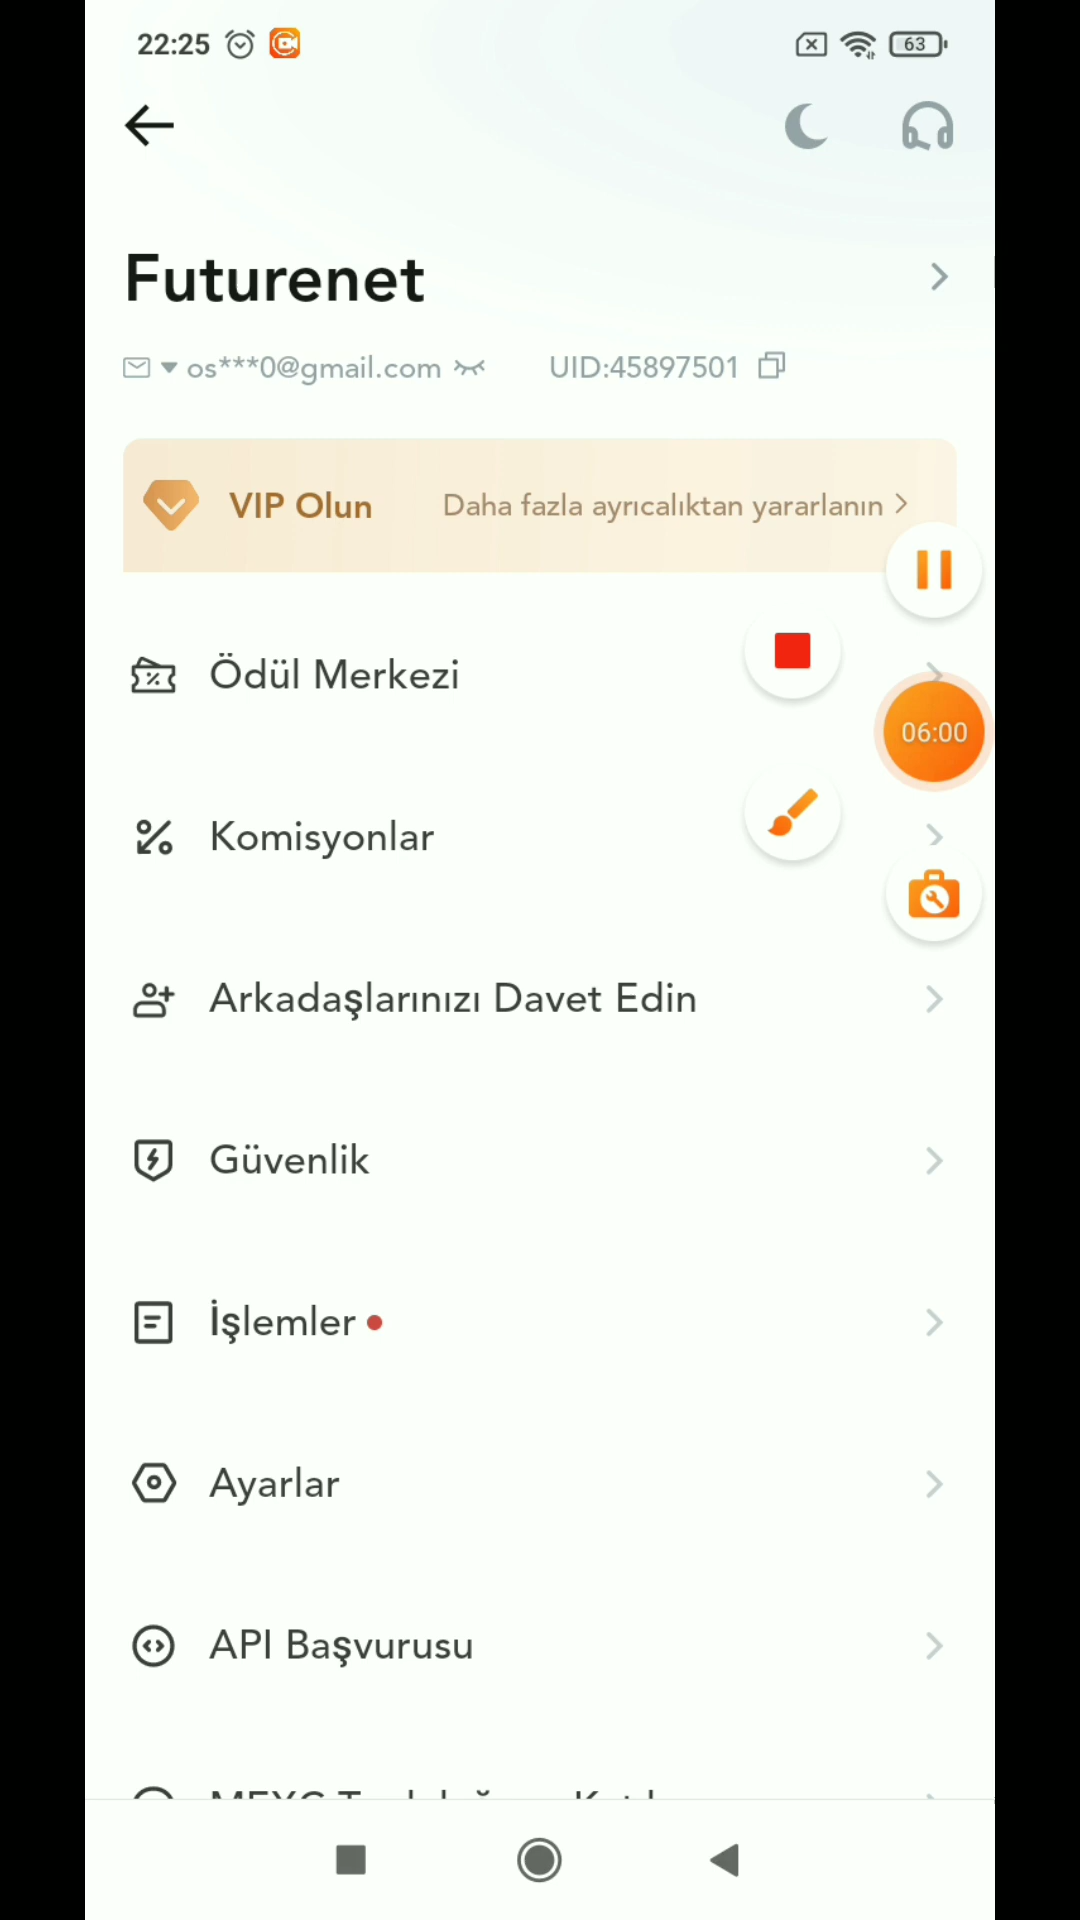 22:25
63
Futurenet
os***0@gmail.com UID:45897501
VIP Olun Daha fazla ayrıcalıktan yararlanın
Ödül Merkezi
06:00
Komisyonlar
Arkadaşlarınızı Davet Edin
Güvenlik
İşlemler
Ayarlar
API Başvurusu
MEXC